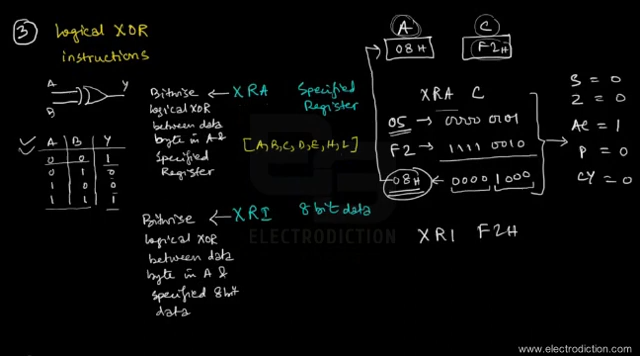 3 Logical XOR
instructions
A
B
Y
A B Y
0 0 1
0 1 0
1 0 0
1 1 1
Bitwise ← XRA Specified
Register
logical XOR
between data
byte in A &
Specified
Register
[A, B, C, D, E, H, L]
Bitwise ← XRI 8 bit data
logical XOR
between data
byte in A &
specified 8bit
data
A C
08H F2H
XRA C
05 → 0000 0101
F2 → 1111 0010
08H ← 0000 1000
XRI F2H
S = 0
Z = 0
AC = 1
P = 0
CY = 0
ELECTRODICTION
www.electrodiction.com